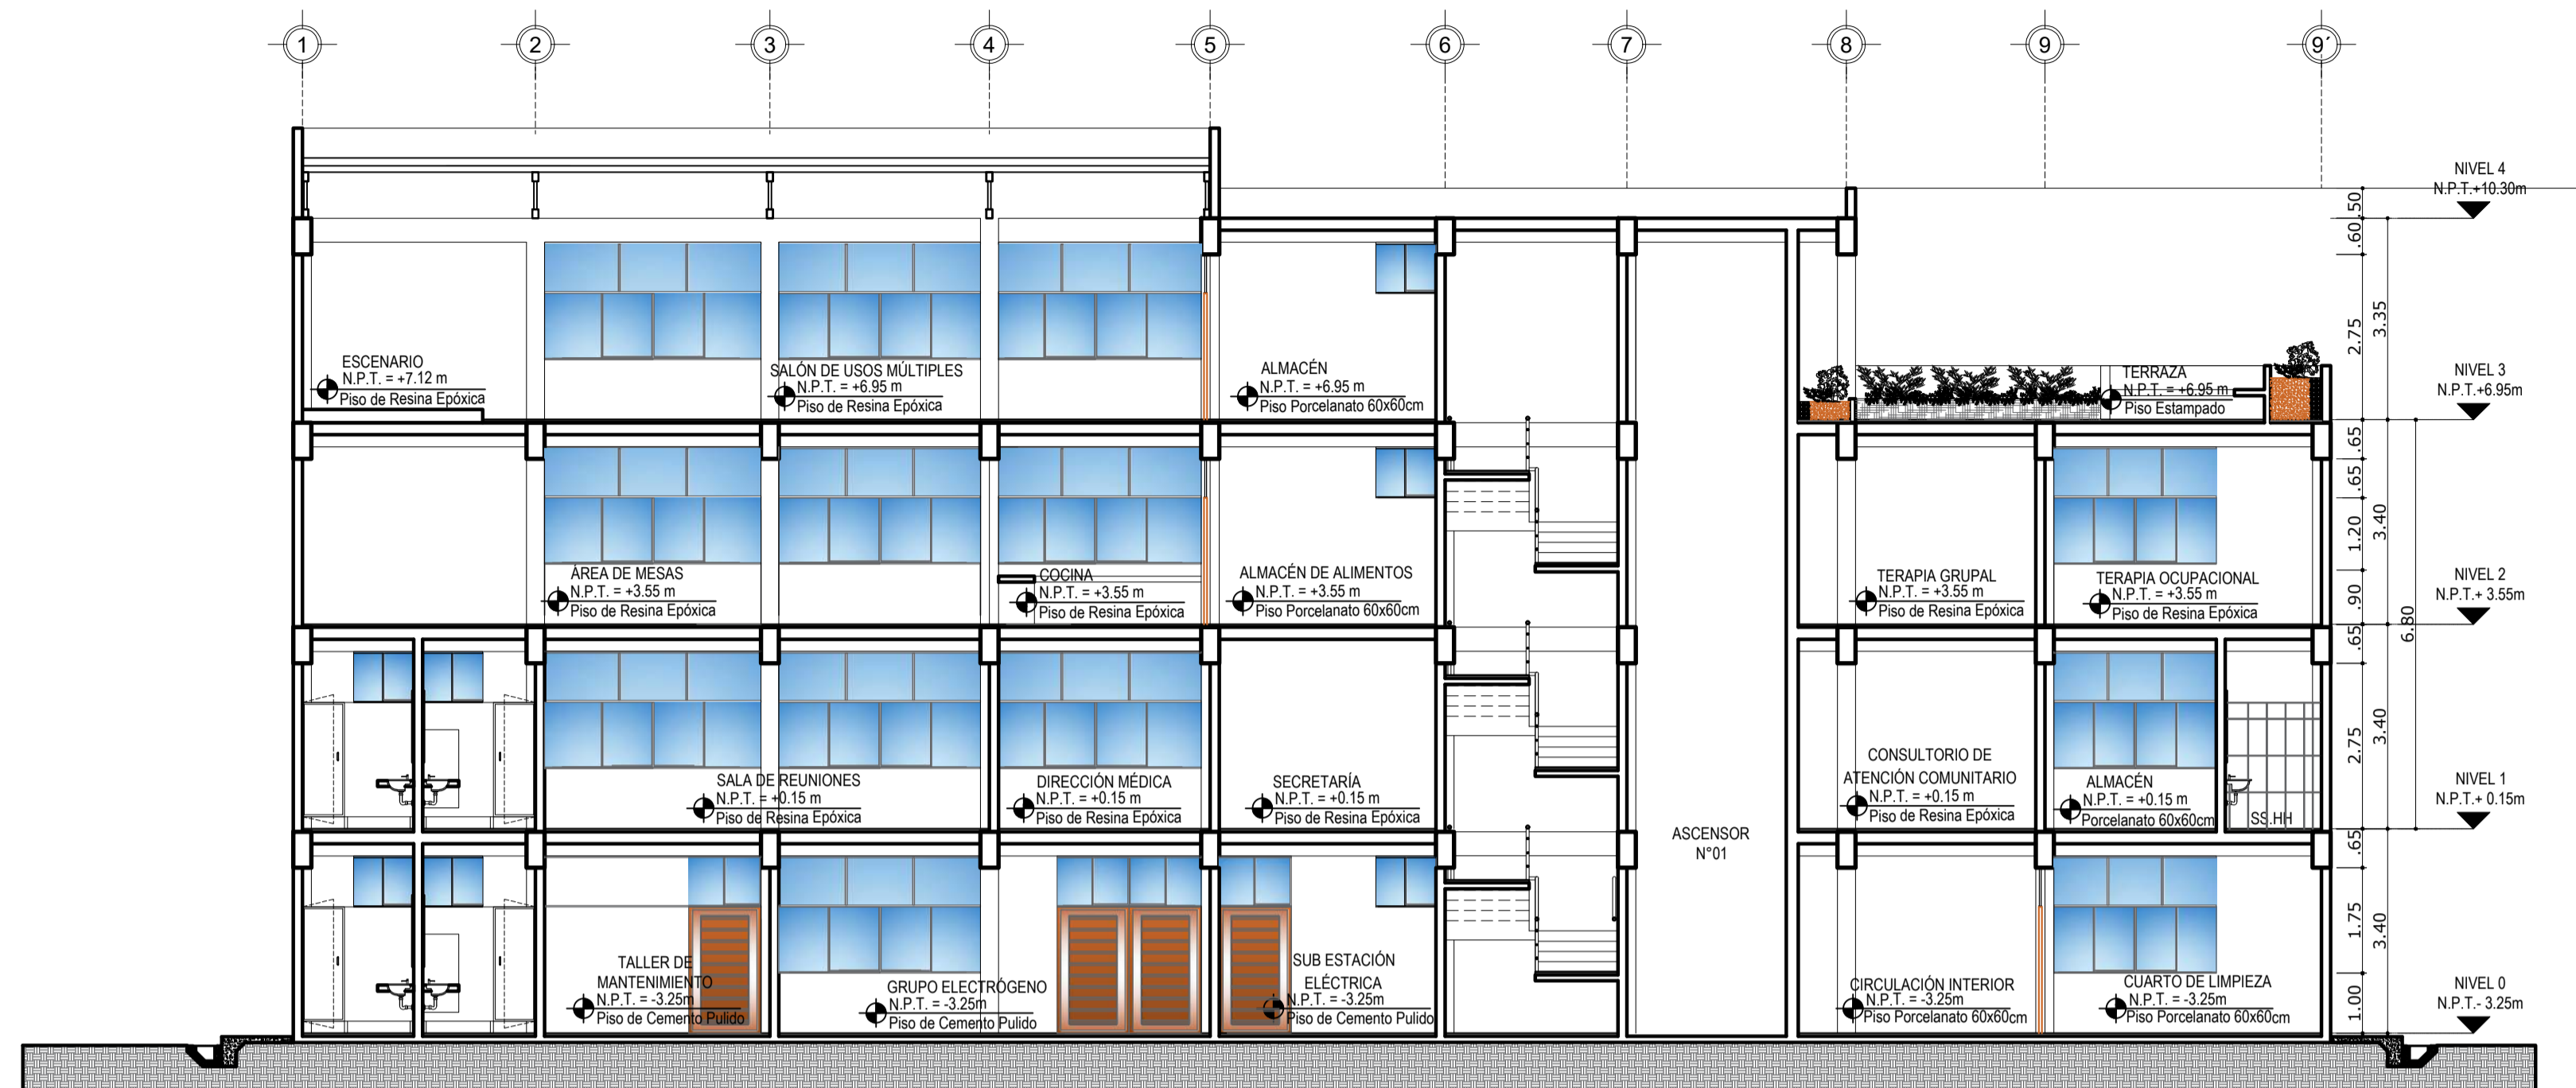 1
2
3
4
5
6
7
8
9
9´
NIVEL 4
N.P.T.+10.30m
.50
.60
2.75
3.35
ESCENARIO
N.P.T. = +7.12 m
Piso de Resina Epóxica
SALÓN DE USOS MÚLTIPLES
N.P.T. = +6.95 m
Piso de Resina Epóxica
ALMACÉN
N.P.T. = +6.95 m
Piso Porcelanato 60x60cm
TERRAZA
N.P.T. = +6.95 m
Piso Estampado
NIVEL 3
N.P.T.+6.95m
.65
.65
1.20
.90
3.40
6.80
ÁREA DE MESAS
N.P.T. = +3.55 m
Piso de Resina Epóxica
COCINA
N.P.T. = +3.55 m
Piso de Resina Epóxica
ALMACÉN DE ALIMENTOS
N.P.T. = +3.55 m
Piso Porcelanato 60x60cm
TERAPIA GRUPAL
N.P.T. = +3.55 m
Piso de Resina Epóxica
TERAPIA OCUPACIONAL
N.P.T. = +3.55 m
Piso de Resina Epóxica
NIVEL 2
N.P.T.+ 3.55m
.65
2.75
3.40
SALA DE REUNIONES
N.P.T. = +0.15 m
Piso de Resina Epóxica
DIRECCIÓN MÉDICA
N.P.T. = +0.15 m
Piso de Resina Epóxica
SECRETARÍA
N.P.T. = +0.15 m
Piso de Resina Epóxica
CONSULTORIO DE
ATENCIÓN COMUNITARIO
N.P.T. = +0.15 m
Piso de Resina Epóxica
ALMACÉN
N.P.T. = +0.15 m
Porcelanato 60x60cm
SS.HH
NIVEL 1
N.P.T.+ 0.15m
ASCENSOR
N°01
.65
1.75
1.00
3.40
TALLER DE
MANTENIMIENTO
N.P.T. = -3.25m
Piso de Cemento Pulido
GRUPO ELECTRÓGENO
N.P.T. = -3.25m
Piso de Cemento Pulido
SUB ESTACIÓN
ELÉCTRICA
N.P.T. = -3.25m
Piso de Cemento Pulido
CIRCULACIÓN INTERIOR
N.P.T. = -3.25m
Piso Porcelanato 60x60cm
CUARTO DE LIMPIEZA
N.P.T. = -3.25m
Piso Porcelanato 60x60cm
NIVEL 0
N.P.T.- 3.25m